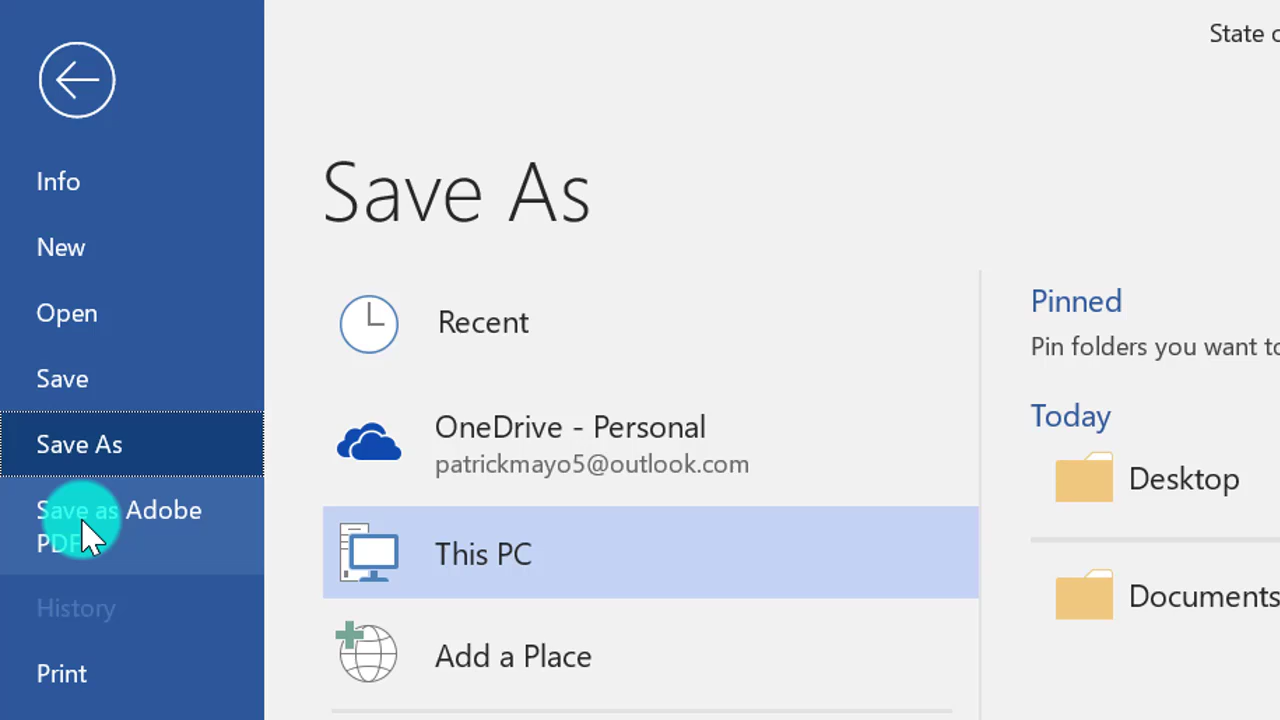 State
Info
New
Open
Save
Save As
Save as Adobe
PDF
History
Print
Save As
Recent
OneDrive - Personal
patrickmayo5@outlook.com
This PC
Add a Place
Pinned
Pin folders you want to
Today
Desktop
Documents